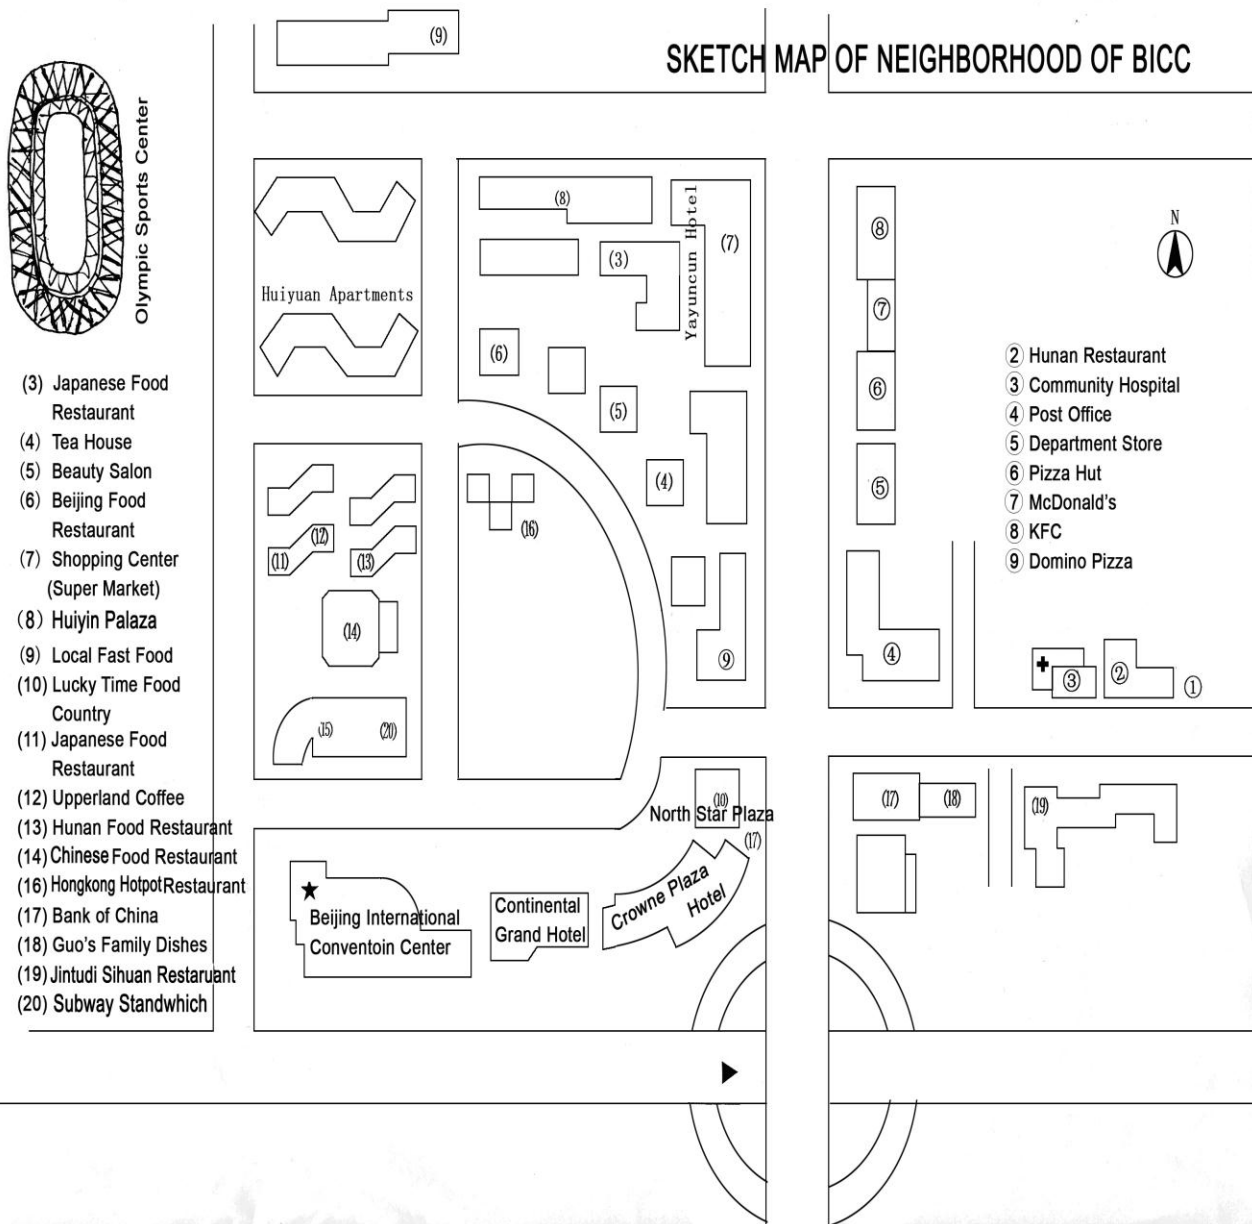 SKETCH MAP OF NEIGHBORHOOD OF BICC
(9)
Olympic Sports Center
N
(8)
(3)
Yayuncun Hotel
(7)
⑧
⑦
⑥
⑤
④
Huiyuan Apartments
(6)
(5)
(4)
(16)
(12)
(11)
(13)
(14)
(15)
(20)
⑨
③
②
①
② Hunan Restaurant
③ Community Hospital
④ Post Office
⑤ Department Store
⑥ Pizza Hut
⑦ McDonald's
⑧ KFC
⑨ Domino Pizza
(3) Japanese Food
Restaurant
(4) Tea House
(5) Beauty Salon
(6) Beijing Food
Restaurant
(7) Shopping Center
(Super Market)
(8) Huiyin Palaza
(9) Local Fast Food
(10) Lucky Time Food
Country
(11) Japanese Food
Restaurant
(12) Upperland Coffee
(13) Hunan Food Restaurant
(14) Chinese Food Restaurant
(16) Hongkong Hotpot Restaurant
(17) Bank of China
(18) Guo's Family Dishes
(19) Jintudi Sihuan Restaruant
(20) Subway Standwhich
(10)
North Star Plaza
(17)
Crowne Plaza
Hotel
Continental
Grand Hotel
Beijing International
Conventoin Center
(17)
(18)
(19)